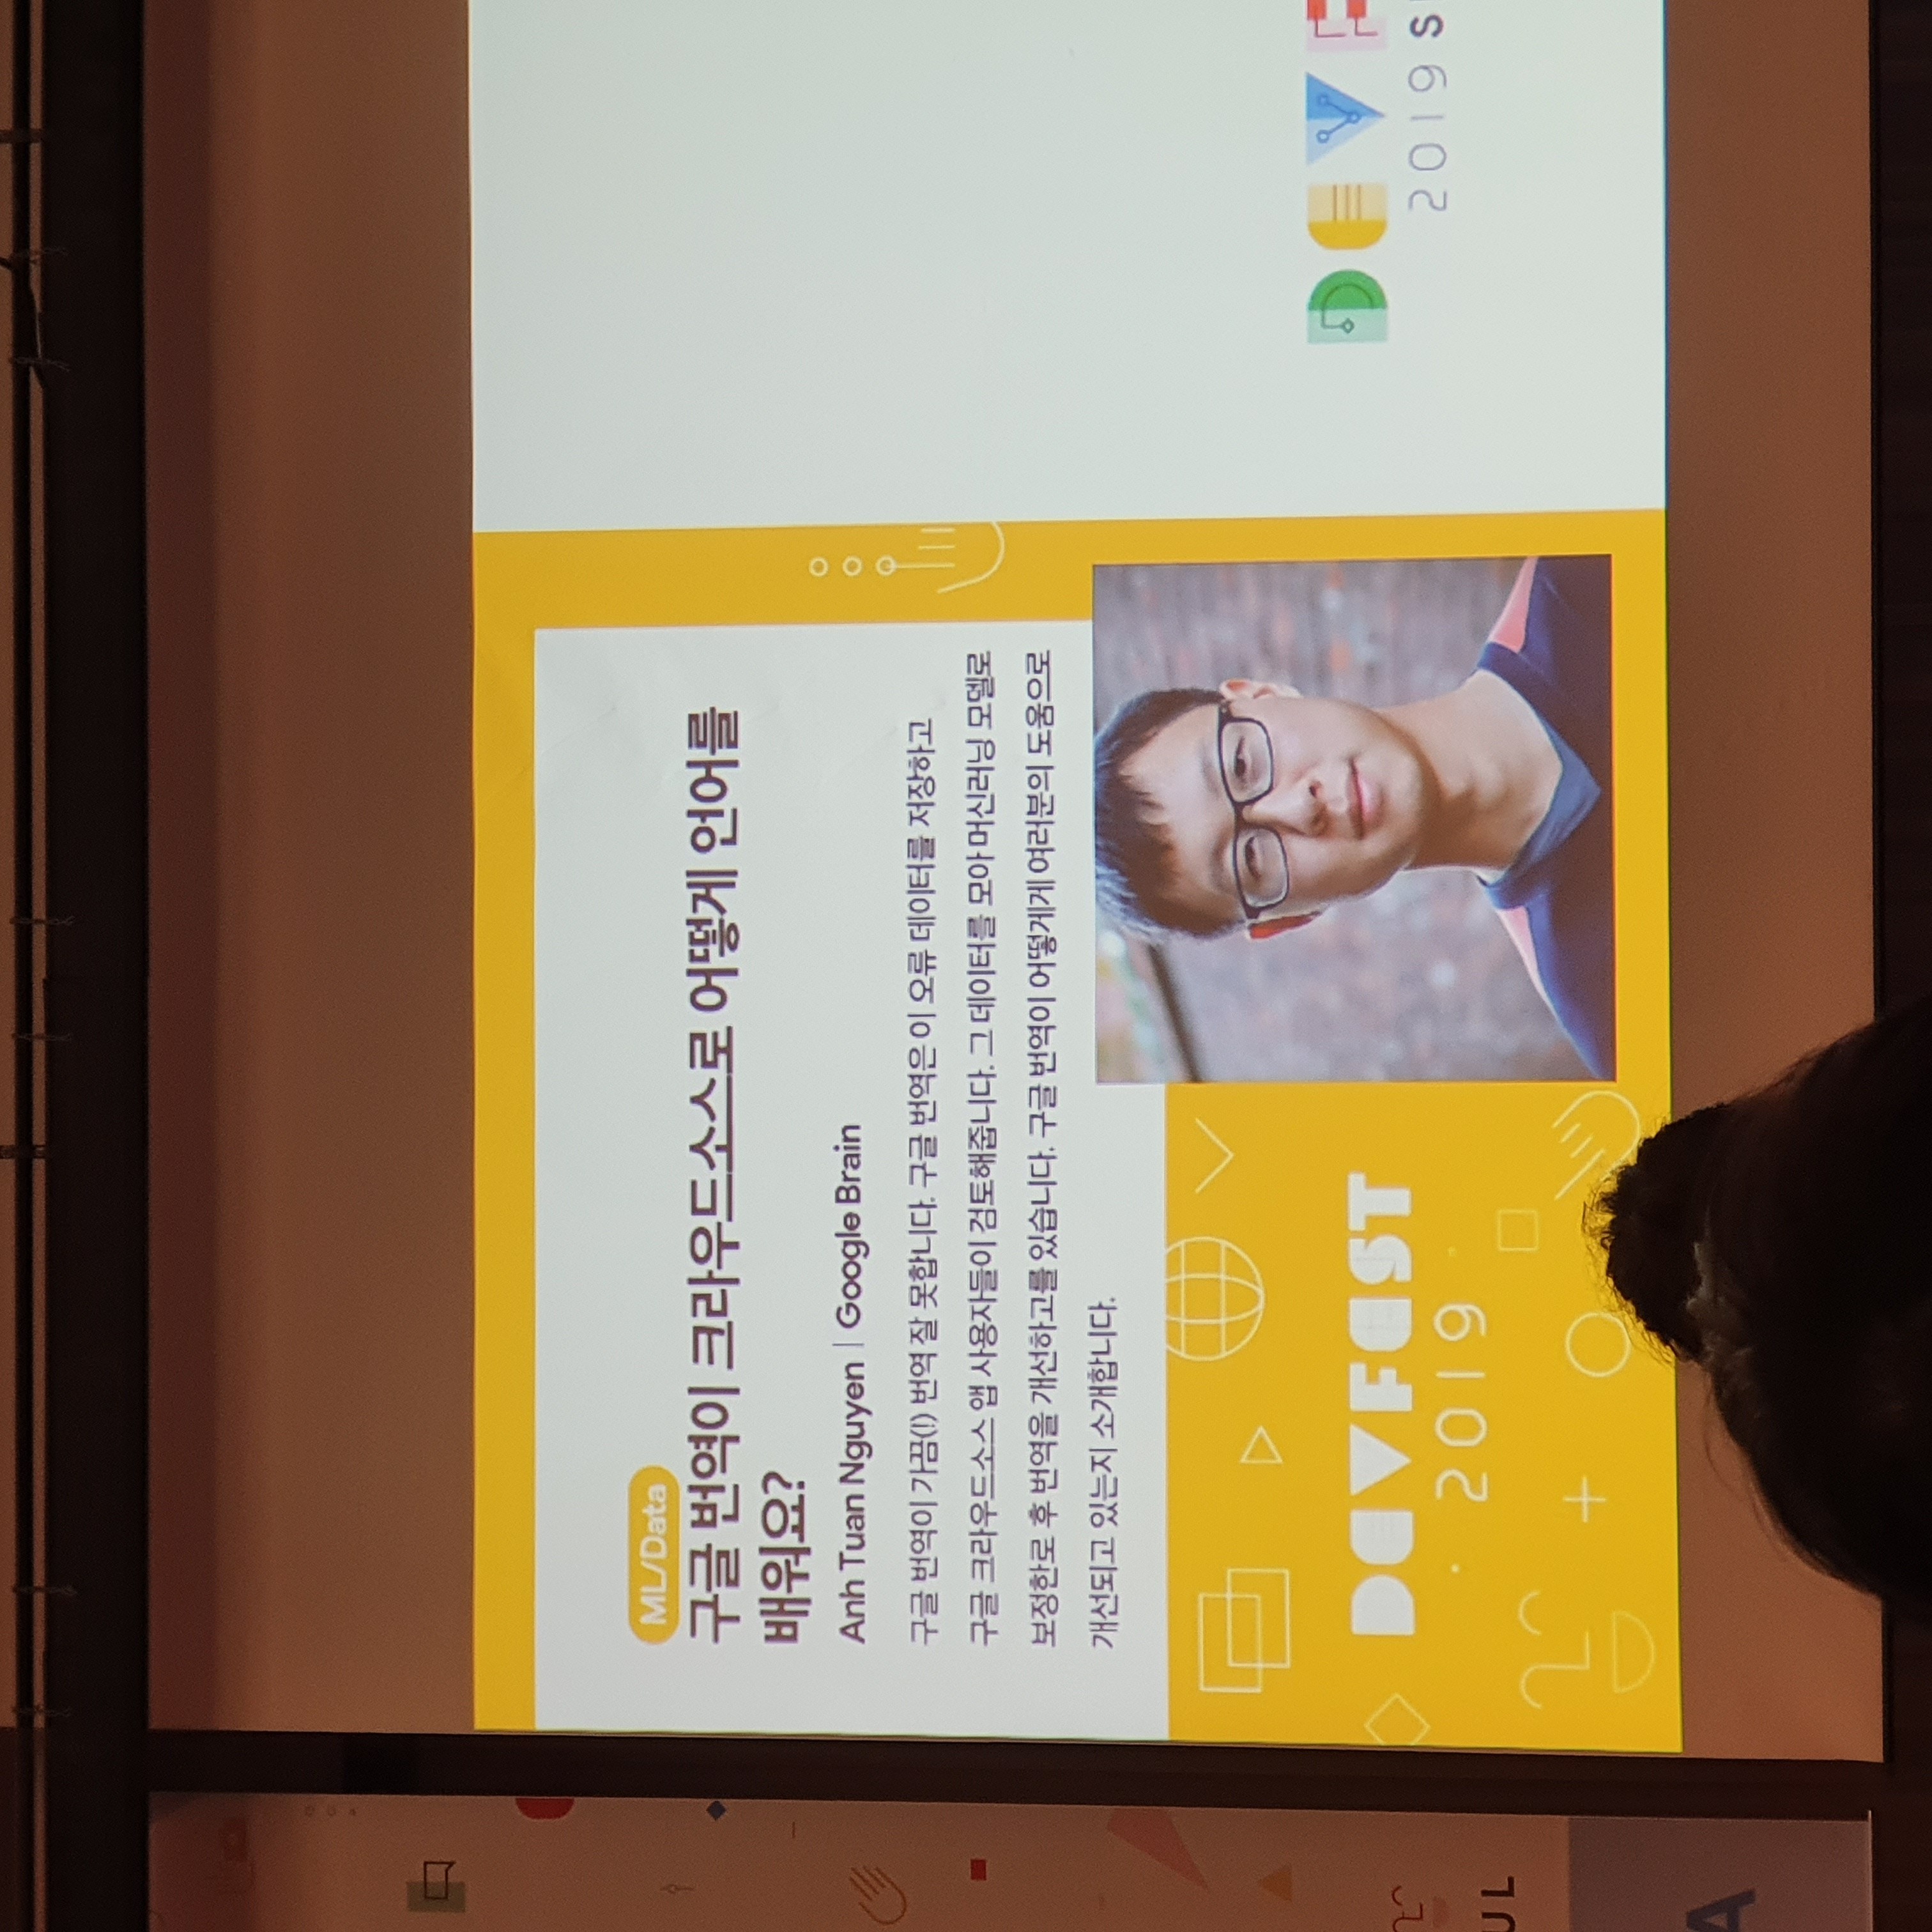 ML/Data
구글 번역이 크라우드소스로 어떻게 언어를
배워요?
Anh Tuan Nguyen | Google Brain
구글 번역이 가끔(!) 번역 잘 못합니다. 구글 번역은 이 오류 데이터를 저장하고
구글 크라우드소스 앱 사용자들이 검토해줍니다. 그 데이터를 모아 머신러닝 모델로
보정한로 후 번역을 개선하고를 있습니다. 구글 번역이 어떻게게 여러분의 도움으로
개선되고 있는지 소개합니다.
DEVFEST
2019
DEVF
2019 S
UL
A